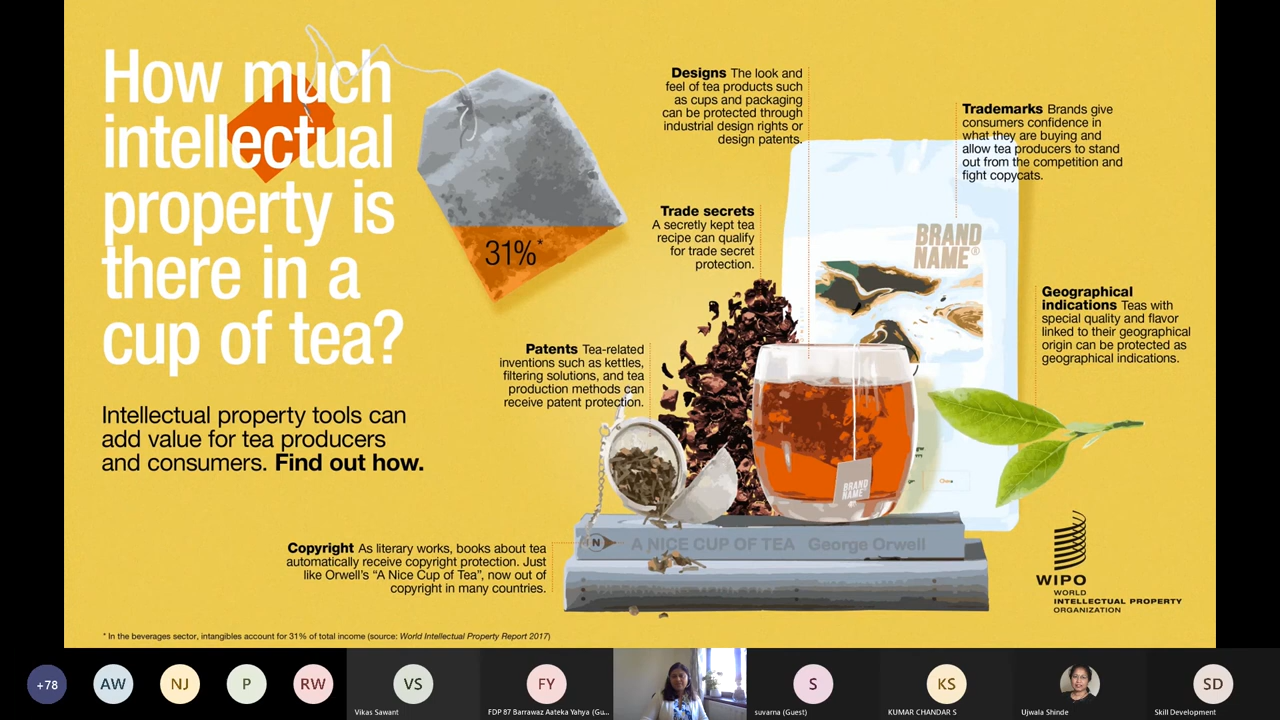 How much
intellectual
property is
there in a
cup of tea?
Intellectual property tools can
add value for tea producers
and consumers. Find out how.
31%*
Designs The look and
feel of tea products such
as cups and packaging
can be protected through
industrial design rights or
design patents.
Trademarks Brands give
consumers confidence in
what they are buying and
allow tea producers to stand
out from the competition and
fight copycats.
Trade secrets
A secretly kept tea
recipe can qualify
for trade secret
protection.
BRAND
NAME®
Geographical
indications Teas with
special quality and flavor
linked to their geographical
origin can be protected as
geographical indications.
Patents Tea-related
inventions such as kettles,
filtering solutions, and tea
production methods can
receive patent protection.
BRAND
NAME
Copyright As literary works, books about tea
automatically receive copyright protection. Just
like Orwell's "A Nice Cup of Tea", now out of
copyright in many countries.
N
A NICE CUP OF TEA George Orwell
WIPO
WORLD
INTELLECTUAL PROPERTY
ORGANIZATION
* In the beverages sector, intangibles account for 31% of total income (source: World Intellectual Property Report 2017)
+78
AW
NJ
P
RW
VS
Vikas Sawant
FY
FDP 87 Barrawaz Aateka Yahya (Gu...
S
suvarna (Guest)
KS
KUMAR CHANDAR S
Ujwala Shinde
SD
Skill Development